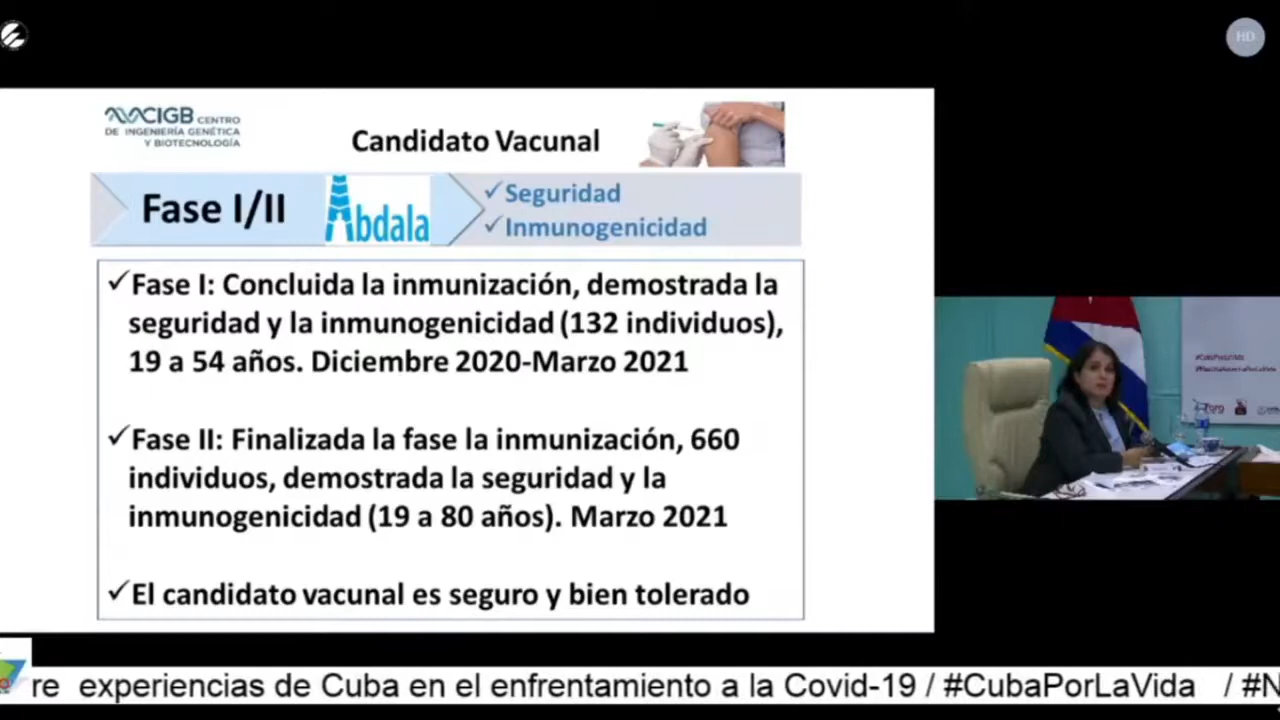 HD
CIGB CENTRO
DE INGENIERÍA GENÉTICA
Y BIOTECNOLOGÍA
Candidato Vacunal
Fase I/II
Abdala
✓Seguridad
✓Inmunogenicidad
✓Fase I: Concluida la inmunización, demostrada la
seguridad y la inmunogenicidad (132 individuos),
19 a 54 años. Diciembre 2020-Marzo 2021
✓Fase II: Finalizada la fase la inmunización, 660
individuos, demostrada la seguridad y la
inmunogenicidad (19 a 80 años). Marzo 2021
✓El candidato vacunal es seguro y bien tolerado
#CubaPorLaVida
re experiencias de Cuba en el enfrentamiento a la Covid-19 / #CubaPorLaVida / #N